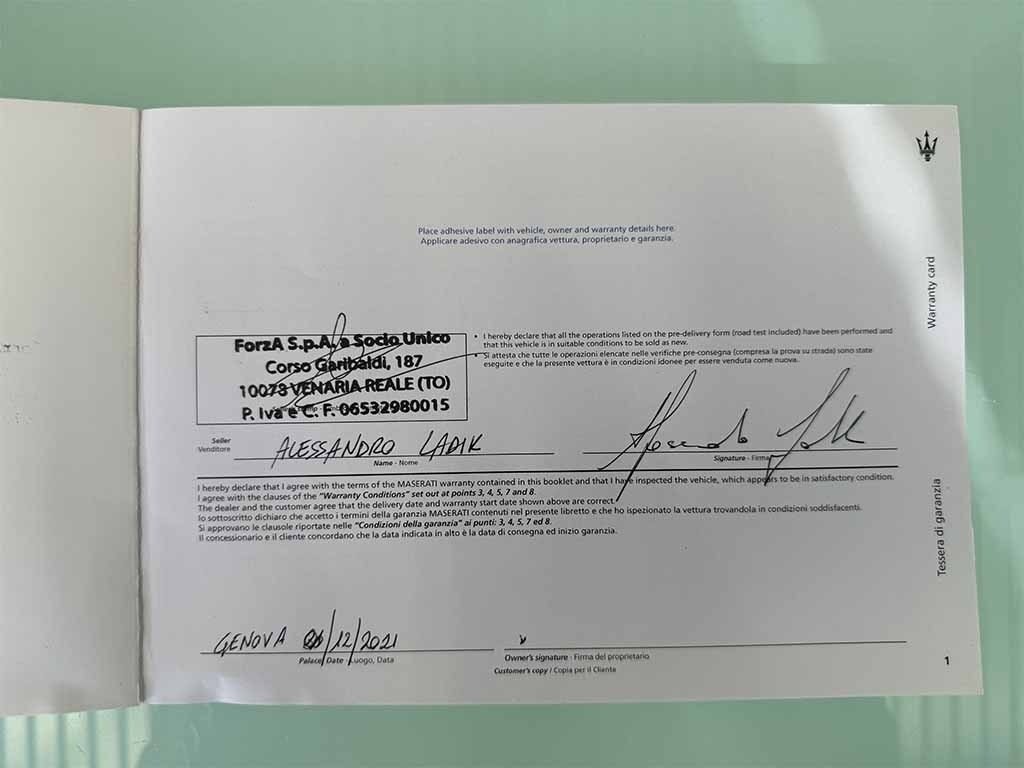 Place adhesive label with vehicle, owner and warranty details here.
Applicare adesivo con anagrafica vettura, proprietario e garanzia.
Warranty card
ForzA S.p.A. a Socio Unico
Corso Garibaldi, 187
10078 VENARIA REALE (TO)
P. Iva e C. F. 06532980015
• I hereby declare that all the operations listed on the pre-delivery form (road test included) have been performed and
that this vehicle is in suitable conditions to be sold as new.
• Si attesta che tutte le operazioni elencate nelle verifiche pre-consegna (compresa la prova su strada) sono state
eseguite e che la presente vettura è in condizioni idonee per essere venduta come nuova.
Seller
Venditore
ALESSANDRO LADIK
Name - Nome
Signature - Firma
I hereby declare that I agree with the terms of the MASERATI warranty contained in this booklet and that I have inspected the vehicle, which appears to be in satisfactory condition.
I agree with the clauses of the "Warranty Conditions" set out at points 3, 4, 5, 7 and 8.
The dealer and the customer agree that the delivery date and warranty start date shown above are correct.
Io sottoscritto dichiaro che accetto i termini della garanzia MASERATI contenuti nel presente libretto e che ho ispezionato la vettura trovandola in condizioni soddisfacenti.
Si approvano le clausole riportate nelle "Condizioni della garanzia" ai punti: 3, 4, 5, 7 ed 8.
Il concessionario e il cliente concordano che la data indicata in alto è la data di consegna ed inizio garanzia.
Tessera di garanzia
GENOVA /12/2021
Palace, Date - Luogo, Data
Owner's signature - Firma del proprietario
Customer's copy / Copia per il Cliente
1